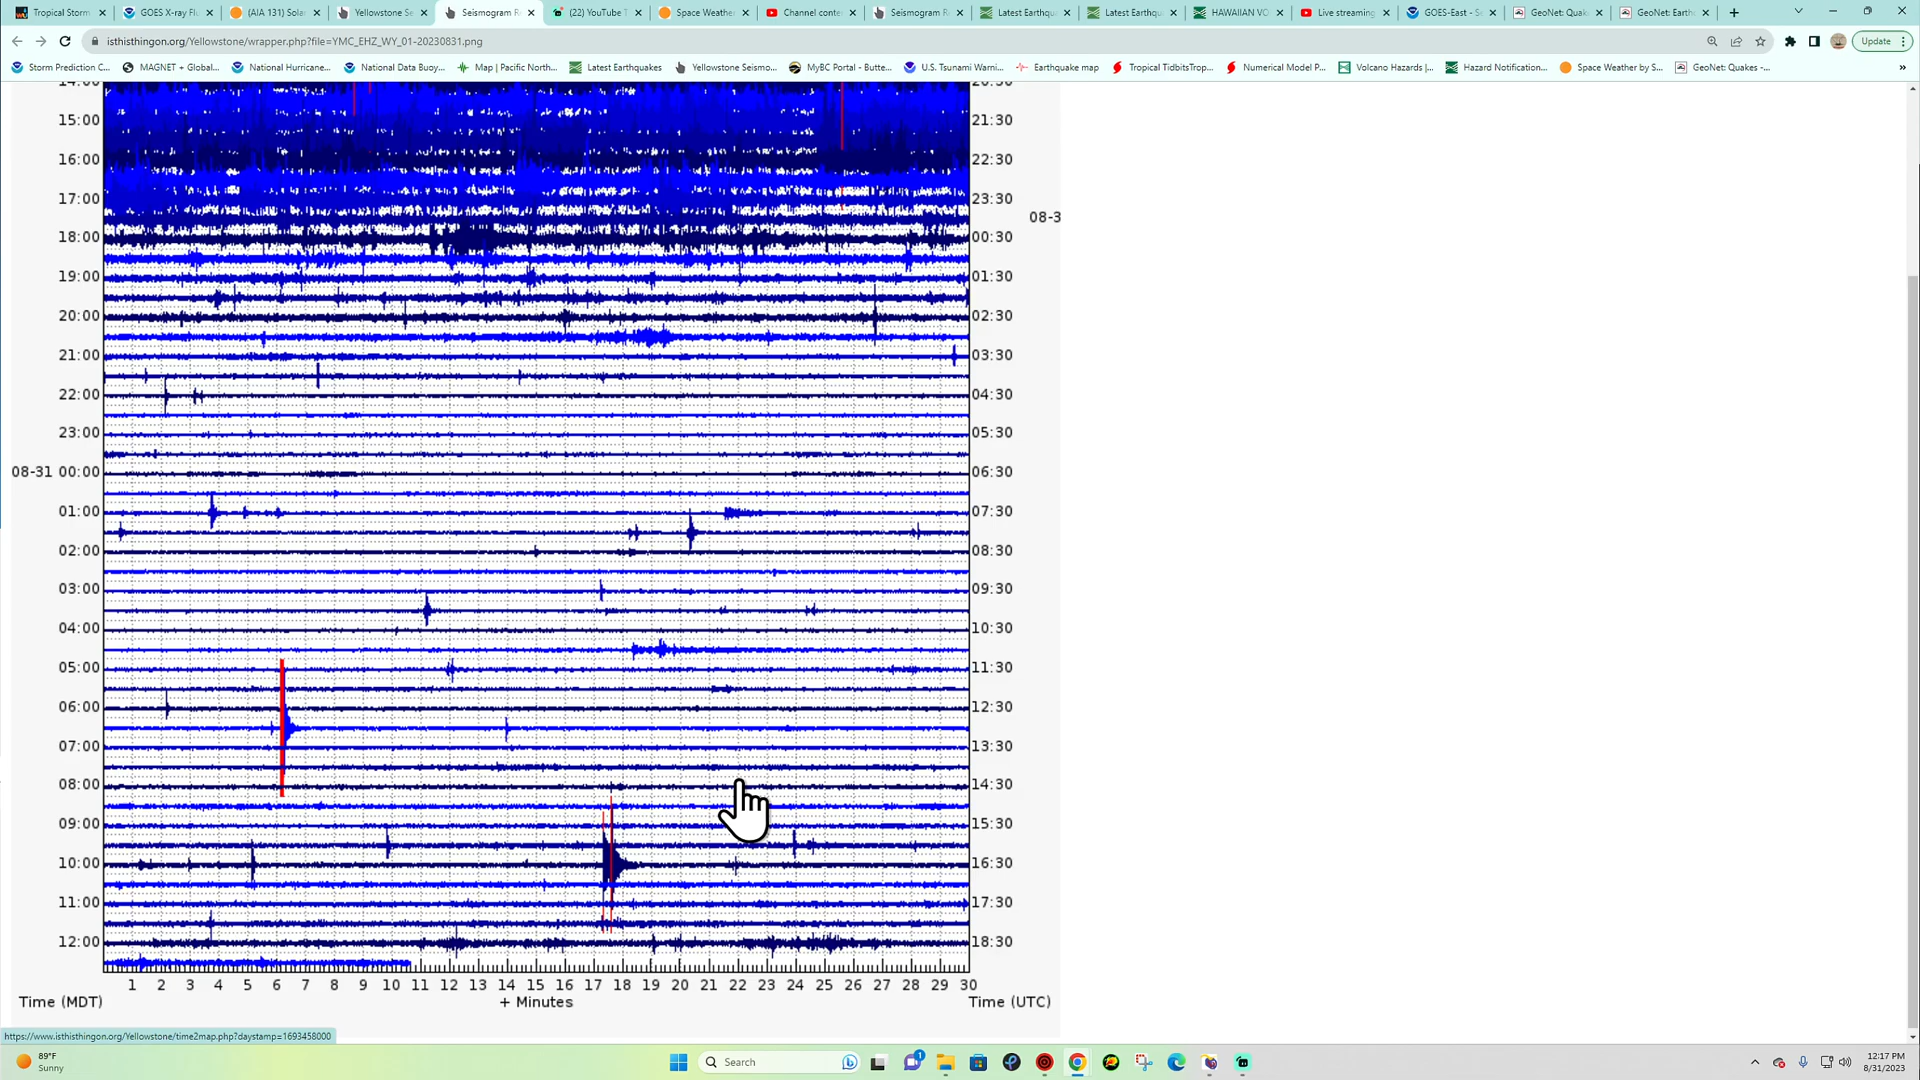 Tropical Storm
GOES X-ray Flu
(AIA 131) Sola
Yellowstone Se
Seismogram R
(22) YouTube
Space Weather
Channel conte
Seismogram R
Latest Earthqu
Latest Earthqu
HAWAIIAN VO
Live streaming
GOES-East - Se
GeoNet: Quak
GeoNet: Earth
isthisthingon.org/Yellowstone/wrapper.php?file=YMC_EHZ_WY_01-20230831.png
Update
Storm Prediction C...
MAGNET + Global...
National Hurricane...
National Data Buoy...
Map | Pacific North...
Latest Earthquakes
Yellowstone Seismo...
MyBC Portal - Butte...
U.S. Tsunami Warni...
Earthquake map
Tropical TidbitsTrop...
Numerical Model P...
Volcano Hazards |...
Hazard Notification...
Space Weather by S...
GeoNet: Quakes -...
»
14:00 20:30
15:00 21:30
16:00 22:30
17:00 23:30
08-3
18:00 00:30
19:00 01:30
20:00 02:30
21:00 03:30
22:00 04:30
23:00 05:30
08-31 00:00 06:30
01:00 07:30
02:00 08:30
03:00 09:30
04:00 10:30
05:00 11:30
06:00 12:30
07:00 13:30
08:00 14:30
09:00 15:30
10:00 16:30
11:00 17:30
12:00 18:30
1 2 3 4 5 6 7 8 9 10 11 12 13 14 15 16 17 18 19 20 21 22 23 24 25 26 27 28 29 30
Time (MDT) + Minutes Time (UTC)
https://www.isthisthingon.org/Yellowstone/time2map.php?daystamp=1693458000
89°F
Sunny
Search
1
12:17 PM
8/31/2023